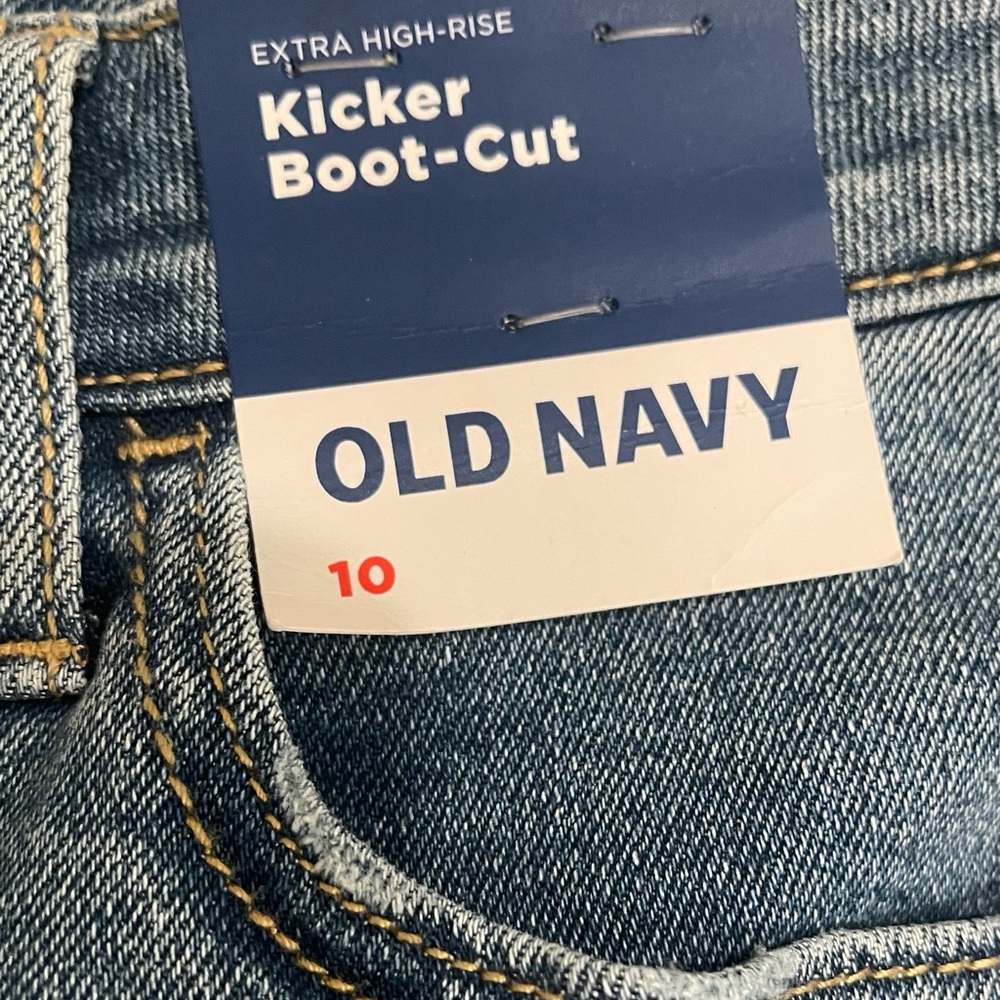 EXTRA HIGH-RISE
Kicker
Boot-Cut
OLD NAVY
10